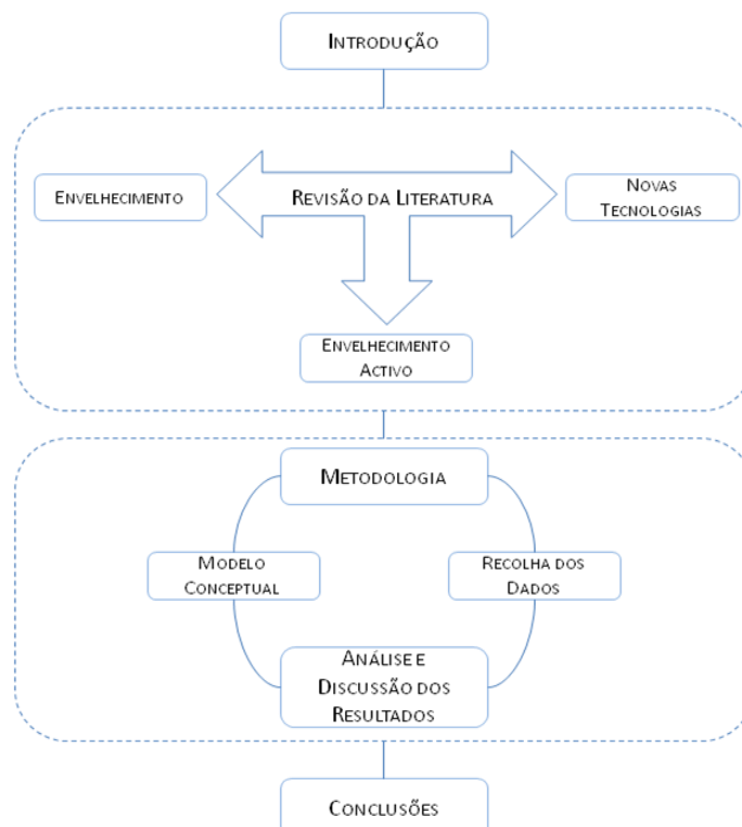 INTRODUÇÃO
ENVELHECIMENTO
REVISÃO DA LITERATURA
NOVAS
TECNOLOGIAS
ENVELHECIMENTO
ACTIVO
METODOLOGIA
MODELO
CONCEPTUAL
RECOLHA DOS
DADOS
ANÁLISE E
DISCUSSÃO DOS
RESULTADOS
CONCLUSÕES